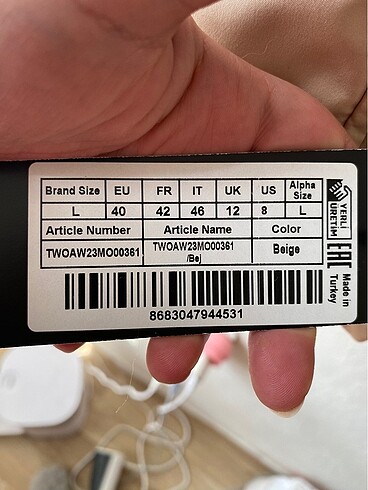 Brand Size EU FR IT UK US Alpha Size
L 40 42 46 12 8 L
Article Number Article Name Color
TWOAW23MO00361 TWOAW23MO00361 /Bej Beige
8683047944531
YERLİ ÜRETİM
EAC
Made in Turkey